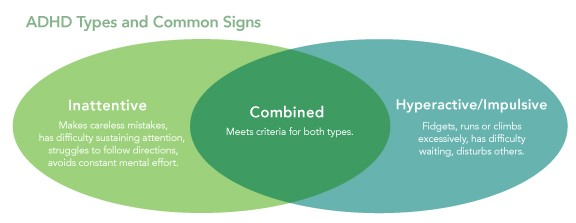 ADHD Types and Common Signs
Inattentive
Makes careless mistakes,
has difficulty sustaining attention,
struggles to follow directions,
avoids constant mental effort.
Combined
Meets criteria for both types.
Hyperactive/Impulsive
Fidgets, runs or climbs
excessively, has difficulty
waiting, disturbs others.